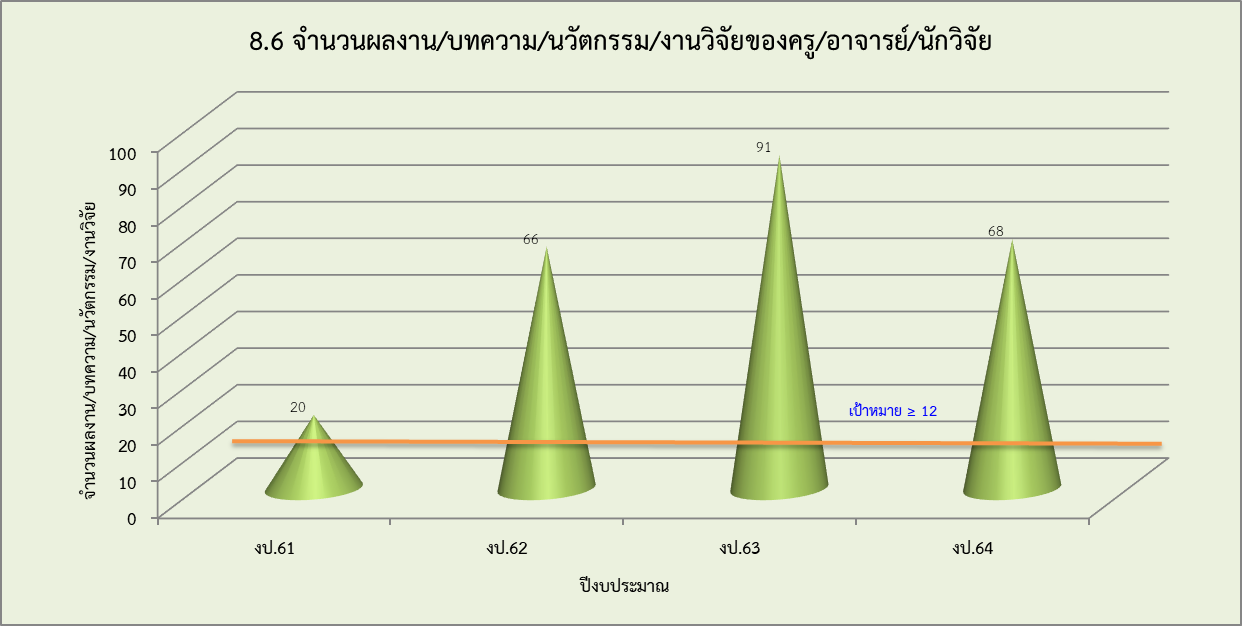 8.6 จำนวนผลงาน/บทความ/นวัตกรรม/งานวิจัยของครู/อาจารย์/นักวิจัย
จำนวนผลงาน/บทความ/นวัตกรรม/งานวิจัย
100
90
80
70
60
50
40
30
20
10
0
20
66
91
68
เป้าหมาย ≥ 12
งป.61
งป.62
งป.63
งป.64
ปีงบประมาณ